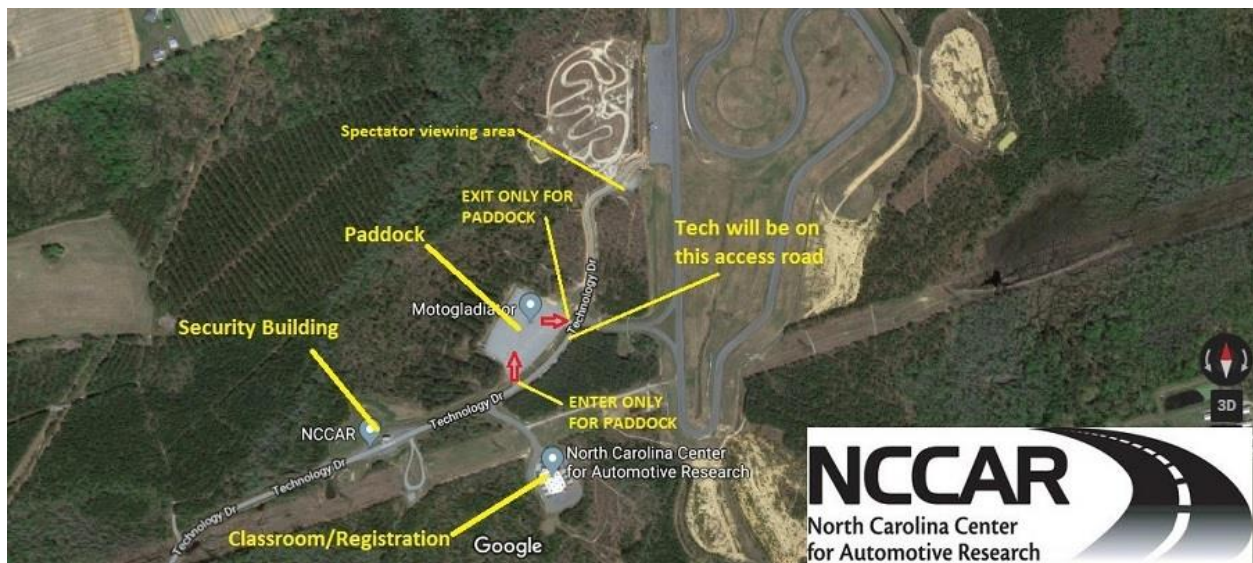 Spectator viewing area
EXIT ONLY FOR
PADDOCK
Paddock
Tech will be on
this access road
Motogladiator
Technology Dr
Security Building
ENTER ONLY
FOR PADDOCK
Technology Dr
NCCAR
North Carolina Center
for Automotive Research
Technology Dr
Technology Dr
Classroom/Registration
Google
3D
NCCAR
North Carolina Center
for Automotive Research